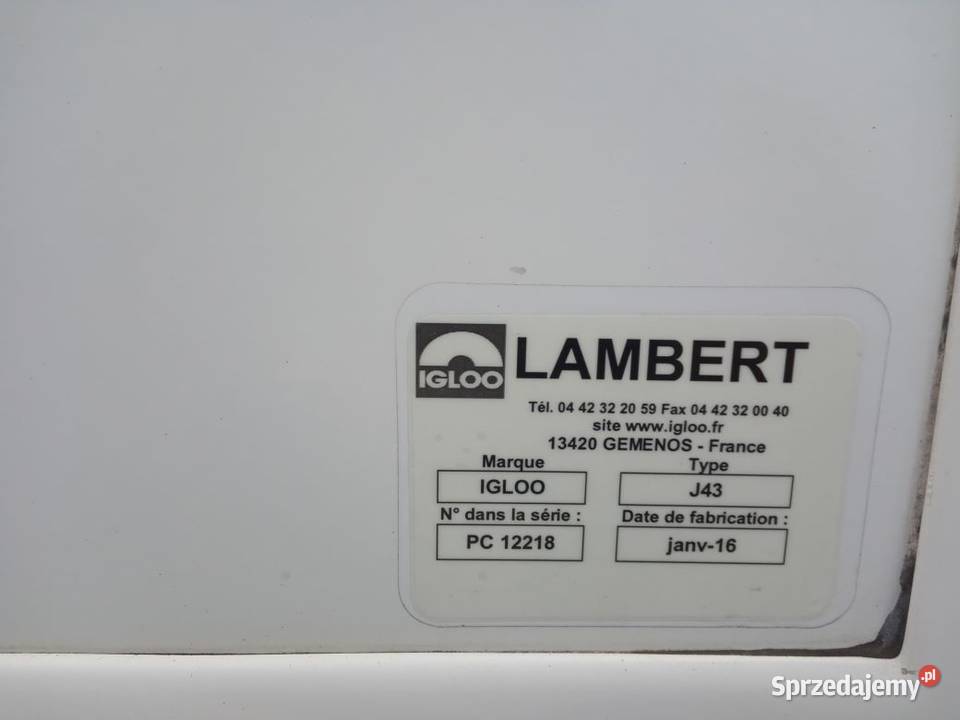 IGLOO
LAMBERT
Tél. 04 42 32 20 59 Fax 04 42 32 00 40
site www.igloo.fr
13420 GEMENOS - France
Marque Type
IGLOO J43
N° dans la série : Date de fabrication :
PC 12218 janv-16
Sprzedajemy.pl